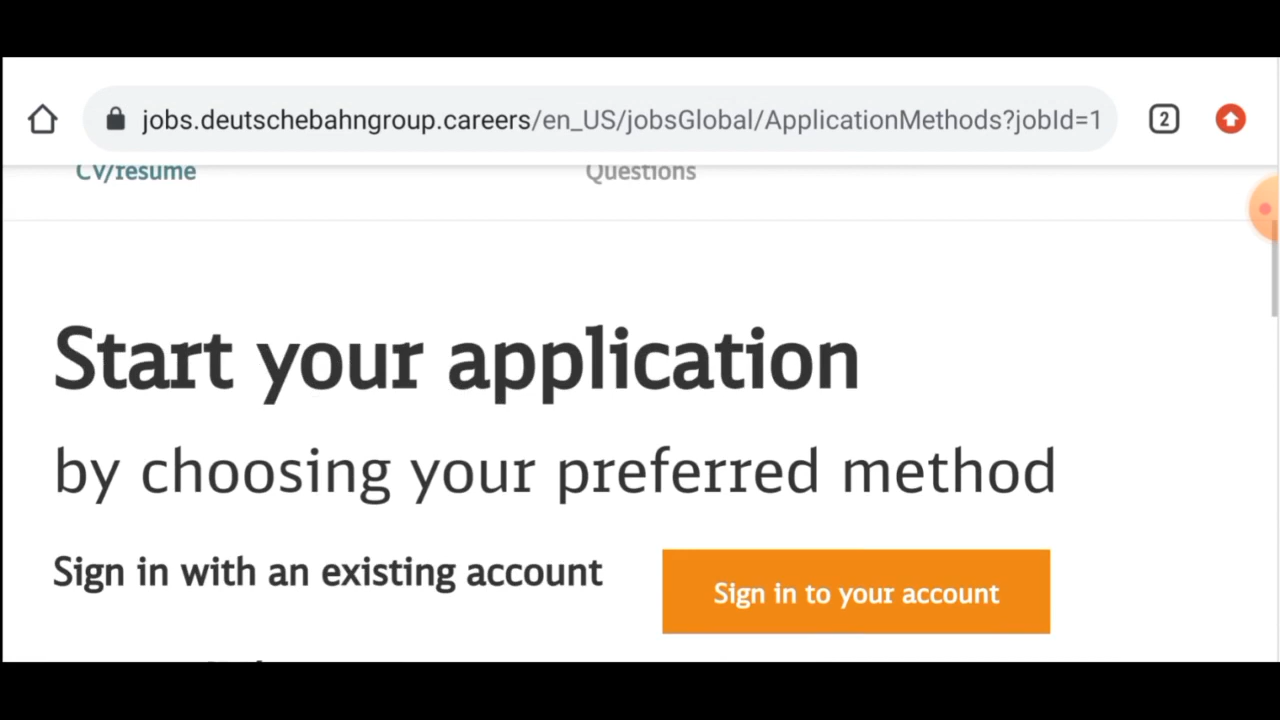 jobs.deutschebahngroup.careers/en_US/jobsGlobal/ApplicationMethods?jobId=1
2
CV/resume
Questions
Start your application
by choosing your preferred method
Sign in with an existing account
Sign in to your account